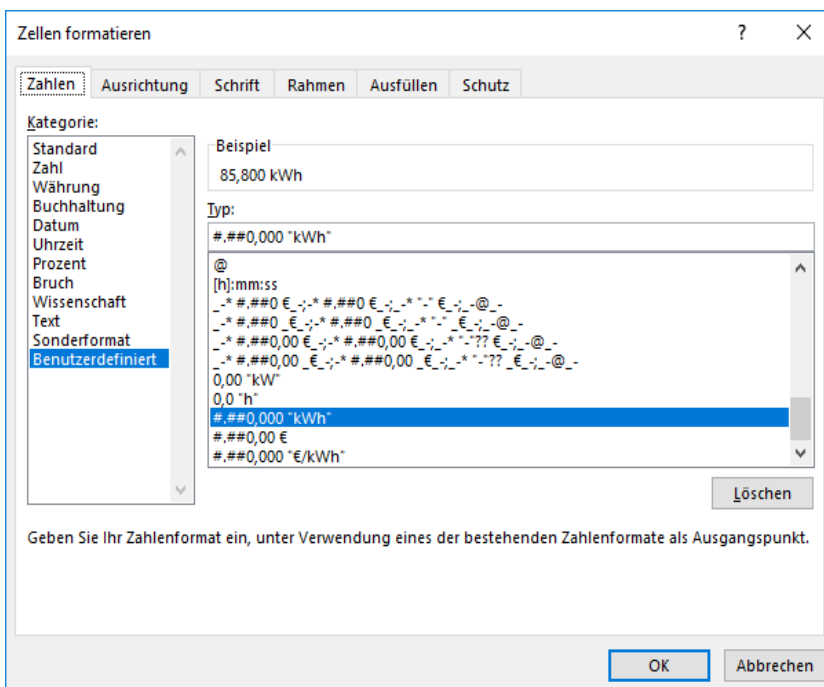 Zellen formatieren ? ×
Zahlen Ausrichtung Schrift Rahmen Ausfüllen Schutz
Kategorie:
Standard
Zahl
Währung
Buchhaltung
Datum
Uhrzeit
Prozent
Bruch
Wissenschaft
Text
Sonderformat
Benutzerdefiniert
Beispiel
85,800 kWh
Typ:
#.##0,000 "kWh"
@
[h]:mm:ss
_-* #.##0 €_-;-* #.##0 €_-;_-* "-" €_-;_-@_-
_-* #.##0 _€_-;-* #.##0 _€_-;_-* "-" _€_-;_-@_-
_-* #.##0,00 €_-;-* #.##0,00 €_-;_-* "-"?? €_-;_-@_-
_-* #.##0,00 _€_-;-* #.##0,00 _€_-;_-* "-"?? _€_-;_-@_-
0,00 "kW"
0,0 "h"
#.##0,000 "kWh"
#.##0,00 €
#.##0,000 "€/kWh"
Löschen
Geben Sie Ihr Zahlenformat ein, unter Verwendung eines der bestehenden Zahlenformate als Ausgangspunkt.
OK Abbrechen